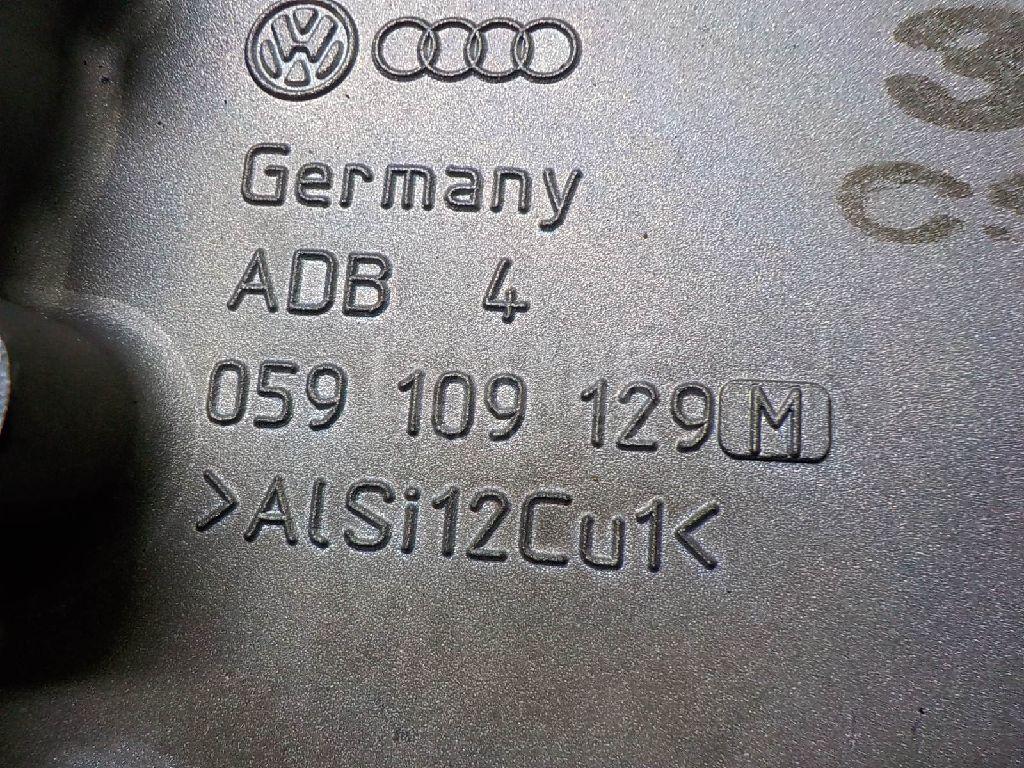 Germany
ADB 4
059 109 129 M
>AlSi12Cu1<